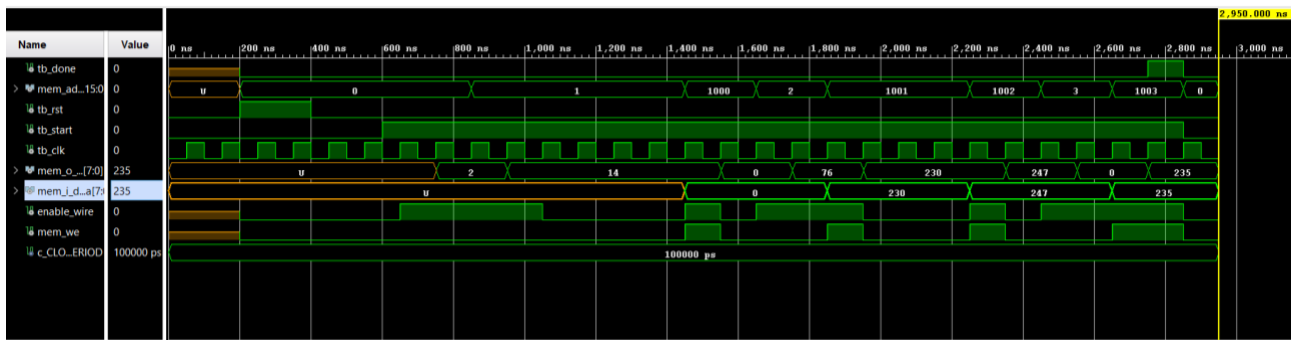 2,950.000 ns
Name Value 0 ns 200 ns 400 ns 600 ns 800 ns 1,000 ns 1,200 ns 1,400 ns 1,600 ns 1,800 ns 2,000 ns 2,200 ns 2,400 ns 2,600 ns 2,800 ns 3,000 ns
tb_done 0
mem_ad...15:0 0 U 0 1 1000 2 1001 1002 3 1003 0
tb_rst 0
tb_start 0
tb_clk 0
mem_o_...[7:0] 235 U 2 14 0 76 230 247 0 235
mem_i_d...a[7: 235 U 0 230 247 235
enable_wire 0
mem_we 0
c_CLO...ERIOD 100000 ps 100000 ps